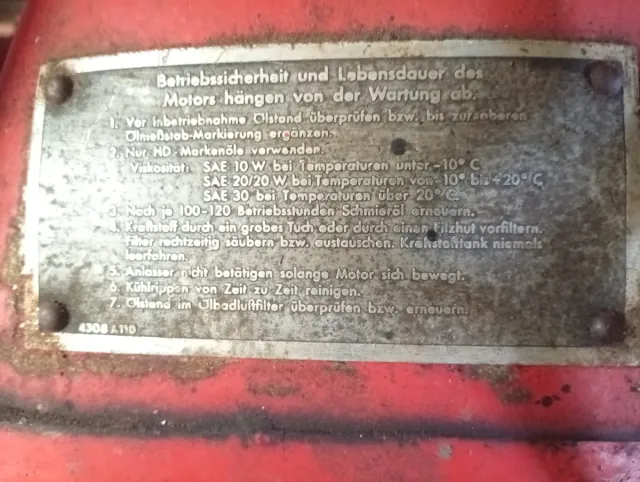 Betriebssicherheit und Lebensdauer des
Motors hängen von der Wartung ab.
1. Vor Inbetriebnahme Ölstand überprüfen bzw. bis zur oberen
Ölmeßstab-Markierung ergänzen.
2. Nur HD-Markenöle verwenden
Viskosität: SAE 10 W bei Temperaturen unter -10° C
SAE 20/20 W bei Temperaturen von -10° bis +20° C
SAE 30 bei Temperaturen über 20° C.
3. Nach je 100-120 Betriebsstunden Schmieröl erneuern.
4. Kraftstoff durch ein grobes Tuch oder durch einen Filzhut vorfiltern.
Filter rechtzeitig säubern bzw. austauschen. Kraftstofftank niemals
leerfahren.
5. Anlasser nicht betätigen solange Motor sich bewegt.
6. Kühlrippen von Zeit zu Zeit reinigen.
7. Ölstand im Ölbadluftfilter überprüfen bzw. erneuern.
4308 A 110